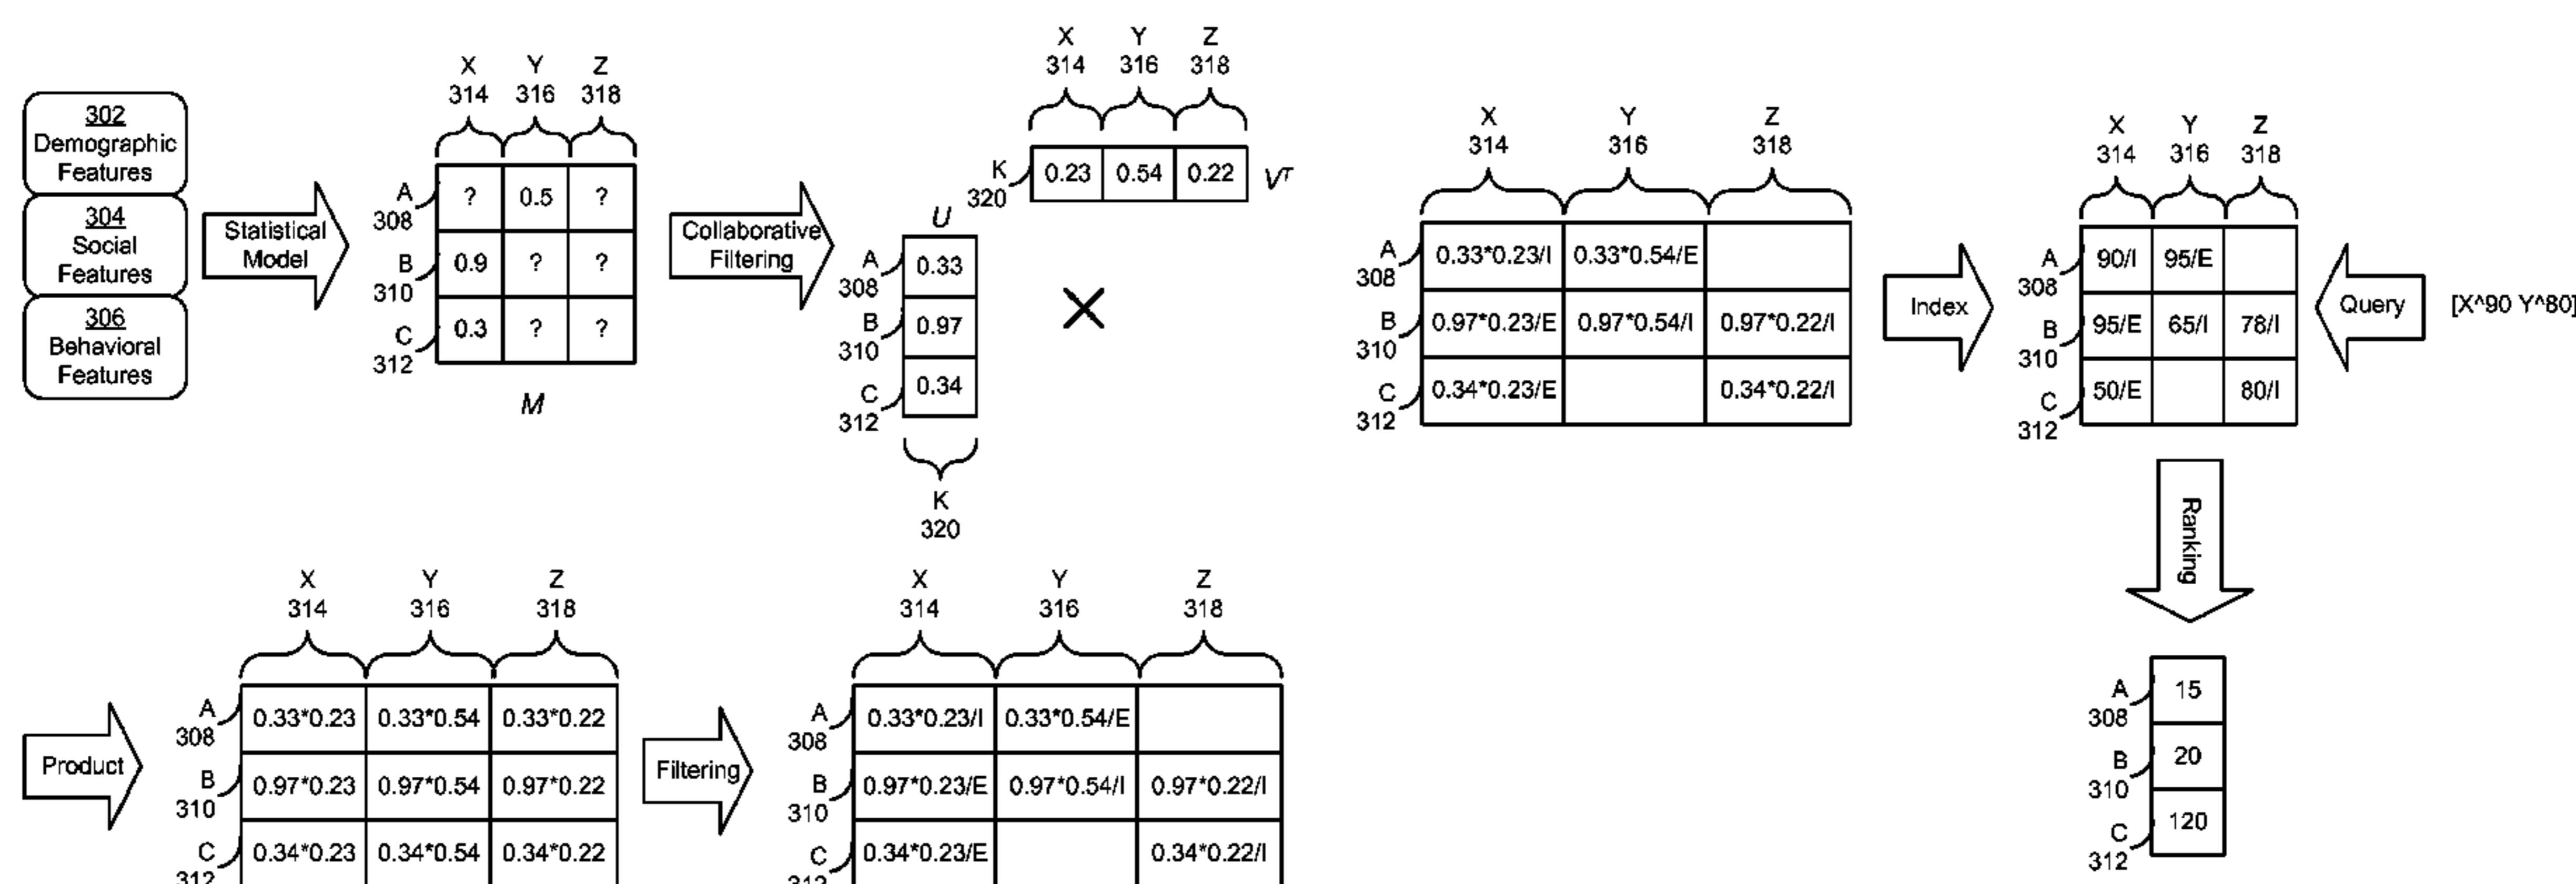 302
Demographic
Features
304
Social
Features
306
Behavioral
Features
Statistical
Model
X Y Z
314 316 318
A
308
B
310
C
312
? 0.5 ?
0.9 ? ?
0.3 ? ?
M
Collaborative
Filtering
U
A
308
B
310
C
312
0.33
0.97
0.34
K
320
X Y Z
314 316 318
K
320
0.23 0.54 0.22
VT
X Y Z
314 316 318
A
308
B
310
C
312
0.33*0.23/I 0.33*0.54/E
0.97*0.23/E 0.97*0.54/I 0.97*0.22/I
0.34*0.23/E 0.34*0.22/I
Index
X Y Z
314 316 318
A
308
B
310
C
312
90/I 95/E
95/E 65/I 78/I
50/E 80/I
Query
[X^90 Y^80]
Ranking
A
308
B
310
C
312
15
20
120
Product
X Y Z
314 316 318
A
308
B
310
C
312
0.33*0.23 0.33*0.54 0.33*0.22
0.97*0.23 0.97*0.54 0.97*0.22
0.34*0.23 0.34*0.54 0.34*0.22
Filtering
X Y Z
314 316 318
A
308
B
310
C
312
0.33*0.23/I 0.33*0.54/E
0.97*0.23/E 0.97*0.54/I 0.97*0.22/I
0.34*0.23/E 0.34*0.22/I